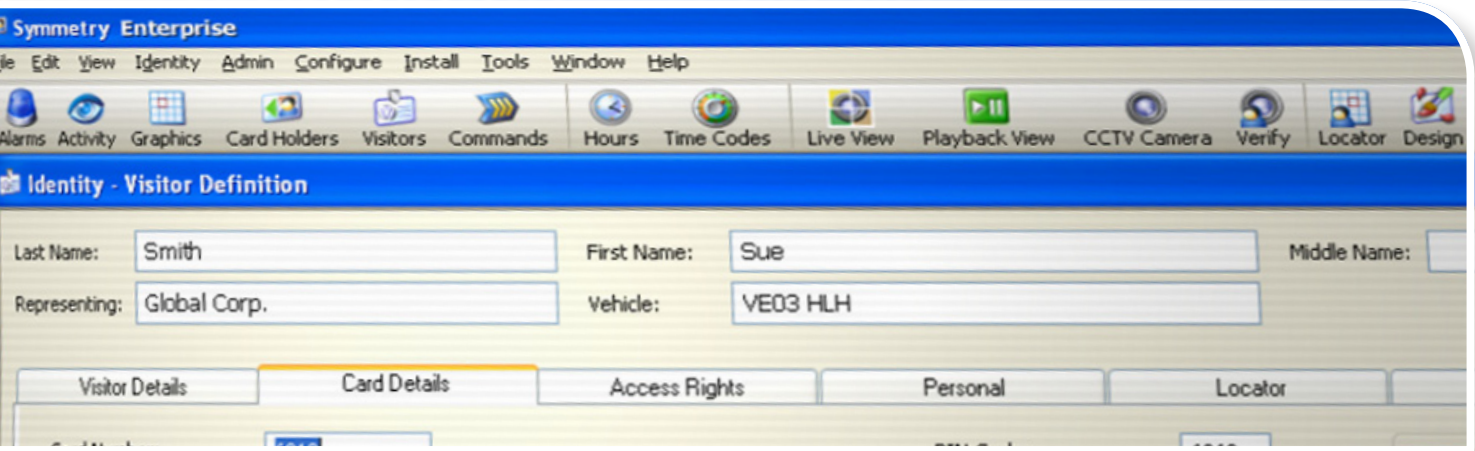 Symmetry Enterprise
Edit View Identity Admin Configure Install Tools Window Help
Alarms Activity Graphics Card Holders Visitors Commands Hours Time Codes Live View Playback View CCTV Camera Verify Locator Design
Identity - Visitor Definition
Last Name: Smith First Name: Sue Middle Name:
Representing: Global Corp. Vehicle: VE03 HLH
Visitor Details Card Details Access Rights Personal Locator